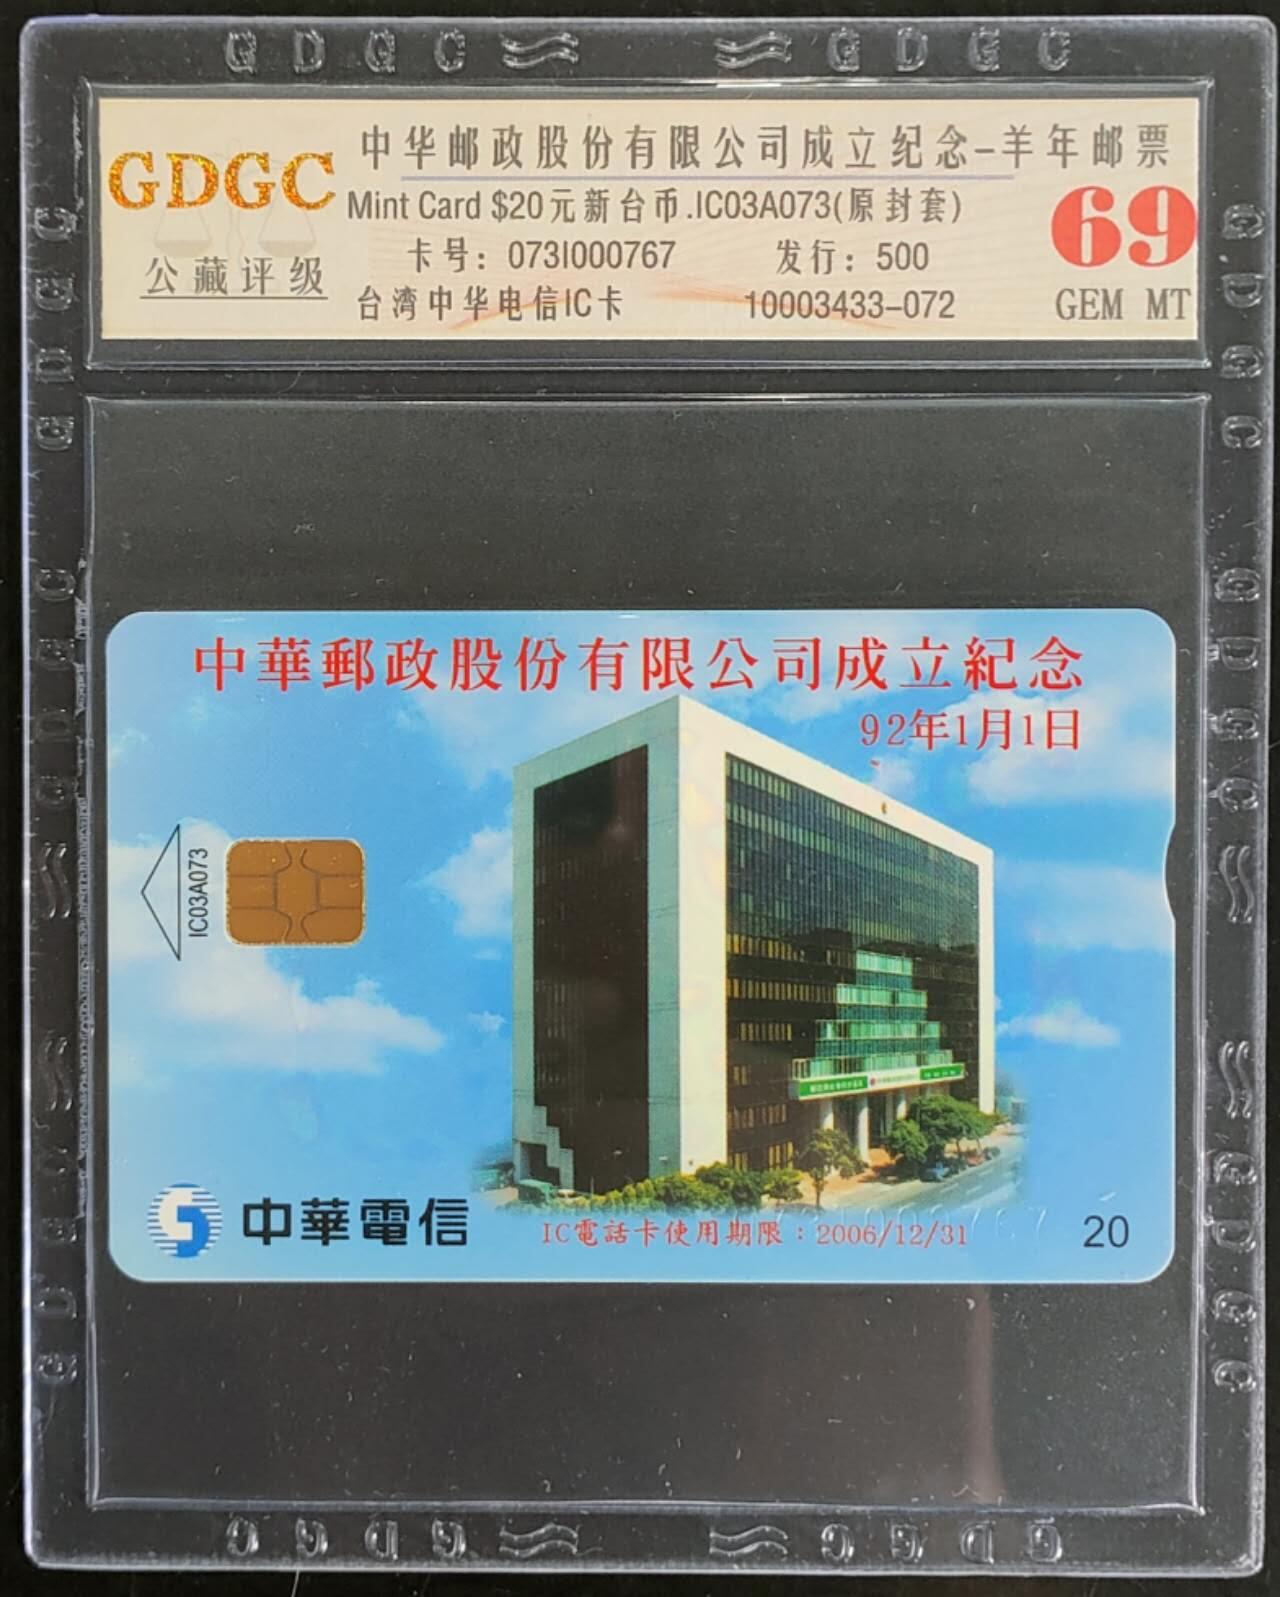 GDGC GDGC
GDGC
公藏评级
中华邮政股份有限公司成立纪念-羊年邮票
Mint Card $20元新台币.IC03A073(原封套)
卡号：073I000767 发行：500
台湾中华电信IC卡 10003433-072
69
GEM MT
中華郵政股份有限公司成立紀念
92年1月1日
IC03A073
中華電信
IC電話卡使用期限：2006/12/31
20